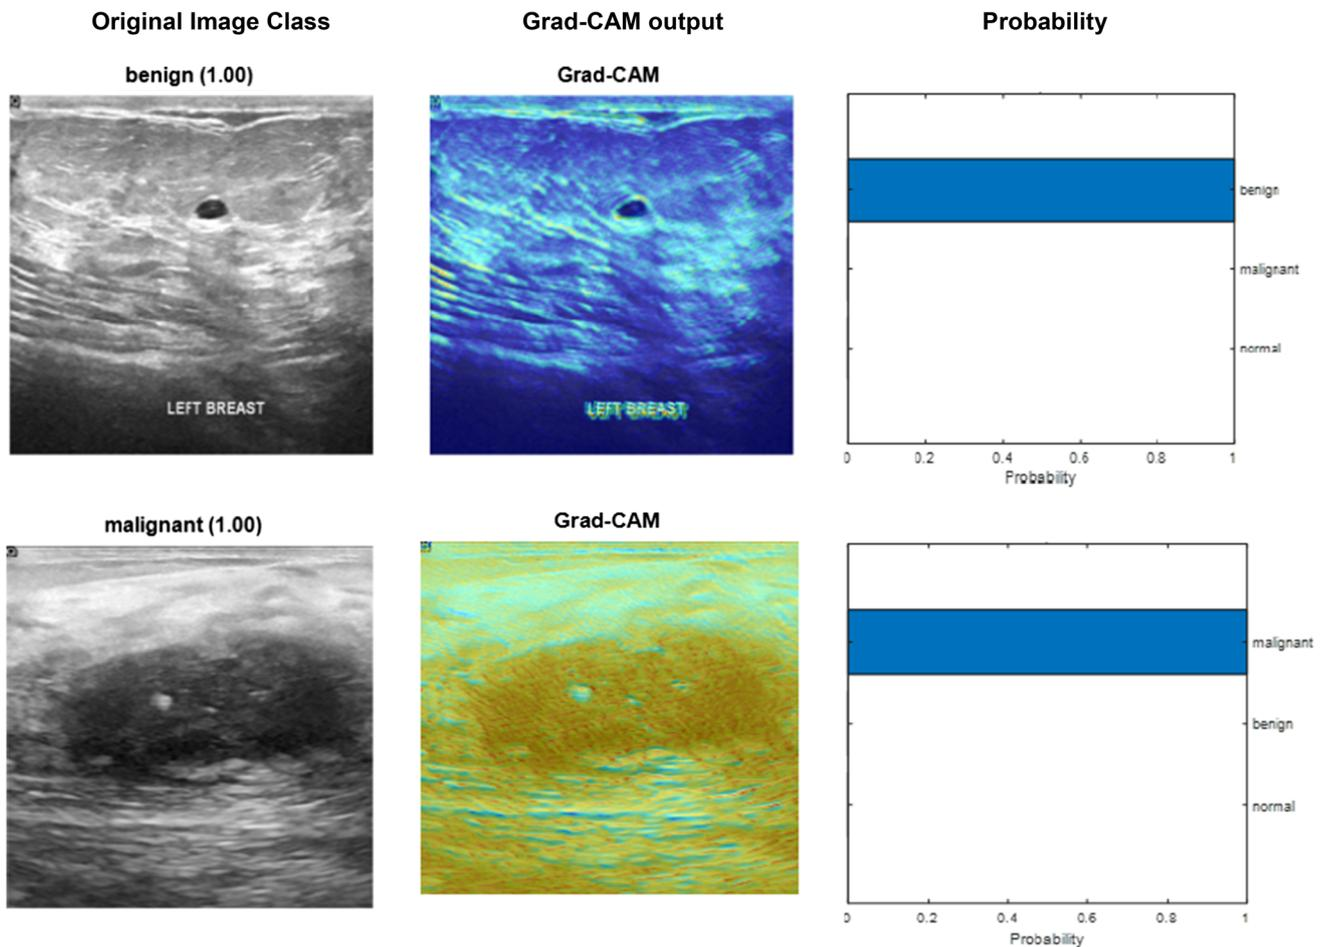 Original Image Class
Grad-CAM output
Probability
benign (1.00)
Grad-CAM
LEFT BREAST
LEFT BREAST
benign
malignant
normal
0 0.2 0.4 0.6 0.8 1
Probability
malignant (1.00)
Grad-CAM
malignant
benign
normal
0 0.2 0.4 0.6 0.8 1
Probability